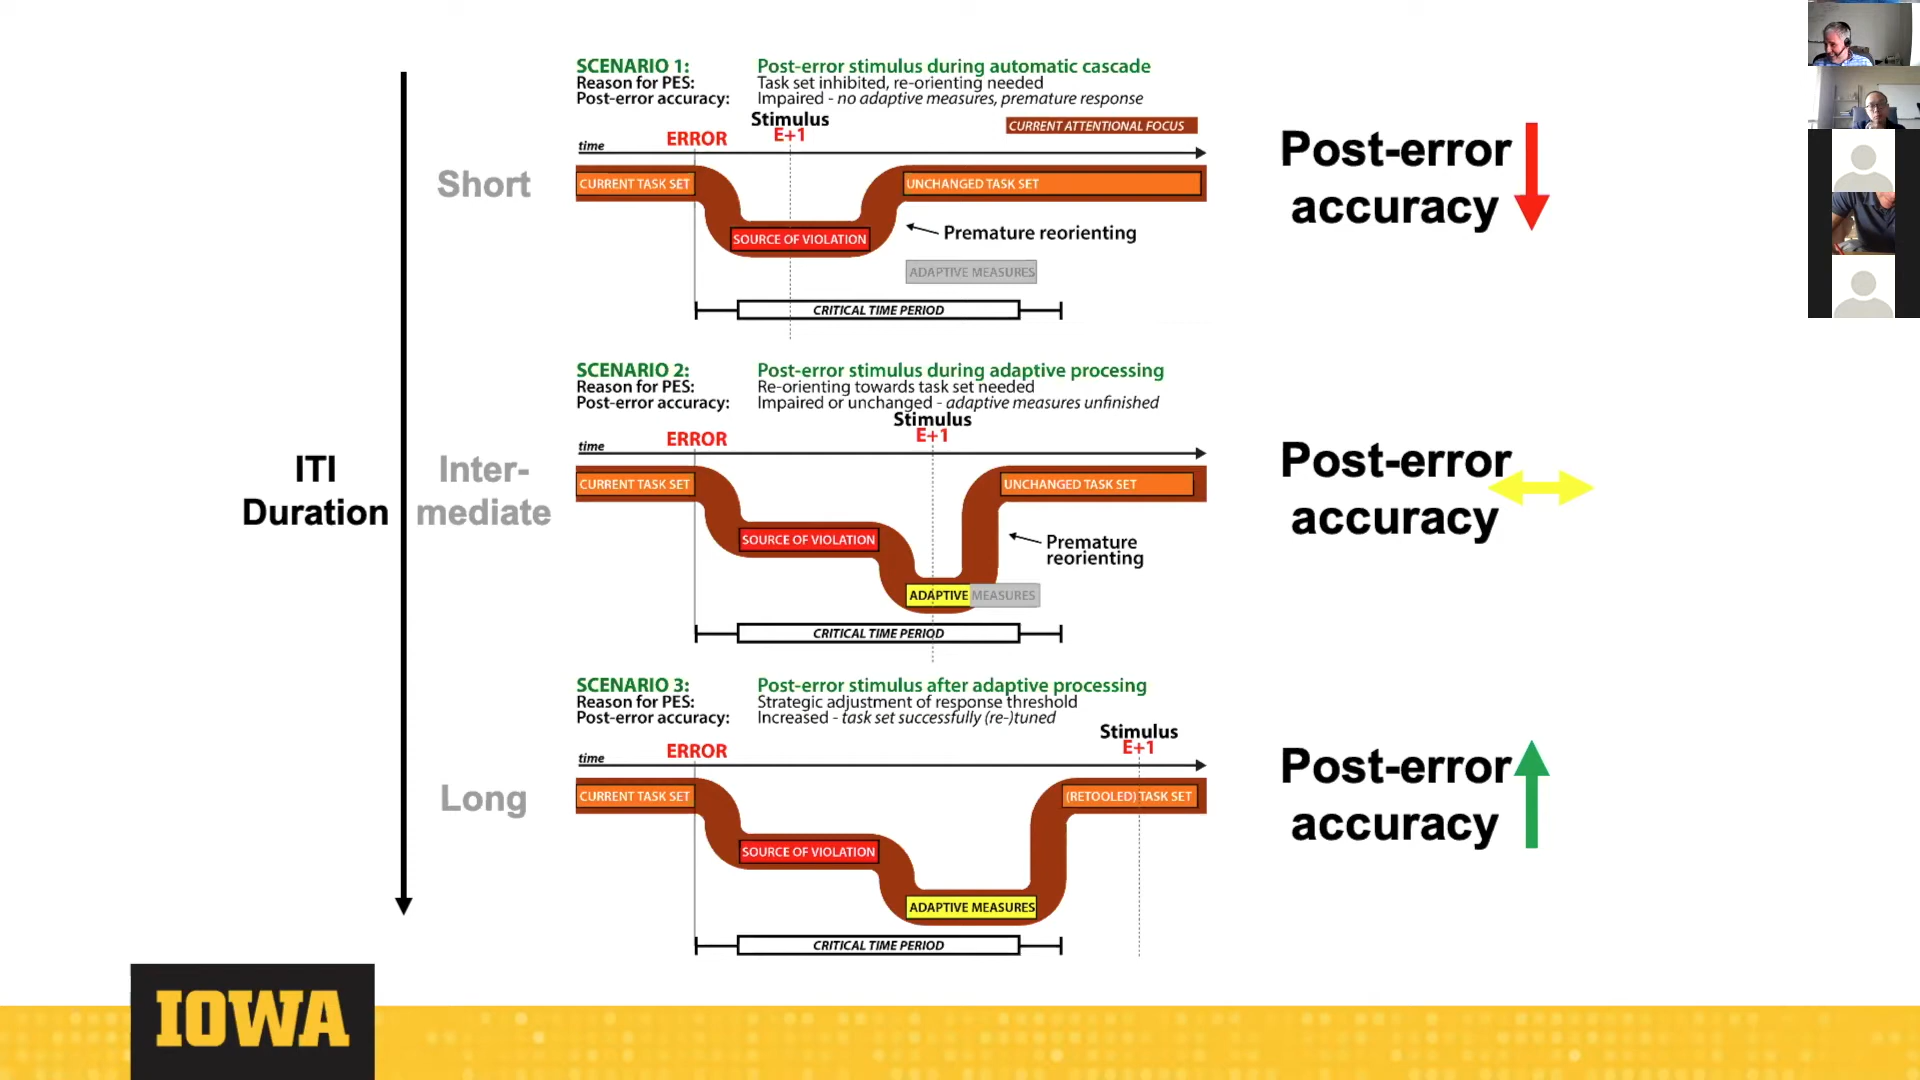 SCENARIO 1: Post-error stimulus during automatic cascade
Reason for PES: Task set inhibited, re-orienting needed
Post-error accuracy: Impaired - no adaptive measures, premature response
Stimulus
E+1
CURRENT ATTENTIONAL FOCUS
ERROR
time
Short
CURRENT TASK SET
UNCHANGED TASK SET
SOURCE OF VIOLATION
Premature reorienting
ADAPTIVE MEASURES
CRITICAL TIME PERIOD
Post-error
accuracy
SCENARIO 2: Post-error stimulus during adaptive processing
Reason for PES: Re-orienting towards task set needed
Post-error accuracy: Impaired or unchanged - adaptive measures unfinished
Stimulus
E+1
ERROR
time
ITI
Duration
Inter-
mediate
CURRENT TASK SET
UNCHANGED TASK SET
SOURCE OF VIOLATION
Premature
reorienting
ADAPTIVE MEASURES
CRITICAL TIME PERIOD
Post-error
accuracy
SCENARIO 3: Post-error stimulus after adaptive processing
Reason for PES: Strategic adjustment of response threshold
Post-error accuracy: Increased - task set successfully (re-)tuned
Stimulus
E+1
ERROR
time
Long
CURRENT TASK SET
(RETOOLED) TASK SET
SOURCE OF VIOLATION
ADAPTIVE MEASURES
CRITICAL TIME PERIOD
Post-error
accuracy
IOWA